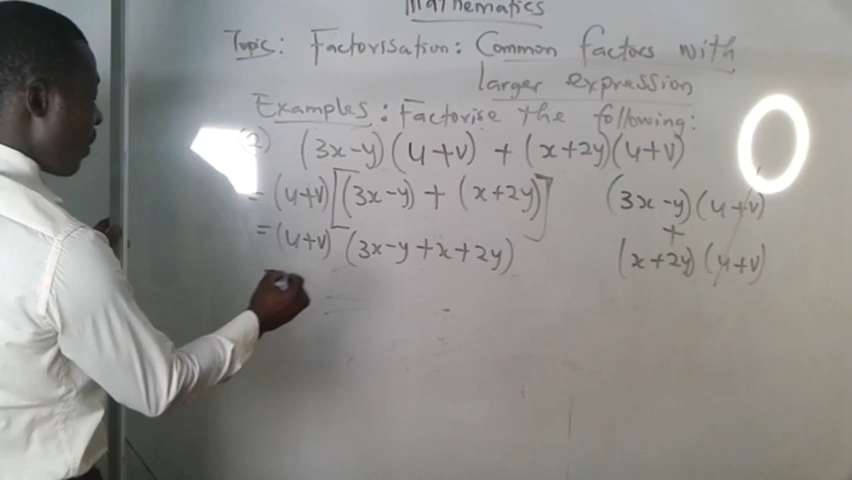 Mathematics
Topic: Factorisation: Common factors with
larger expression
Examples: Factorise the following:
(2) (3x-y)(u+v) + (x+2y)(u+v)
= (u+v)[(3x-y) + (x+2y)]
= (u+v) (3x-y+x+2y)
(3x-y)(u+v)
+
(x+2y)(u+v)